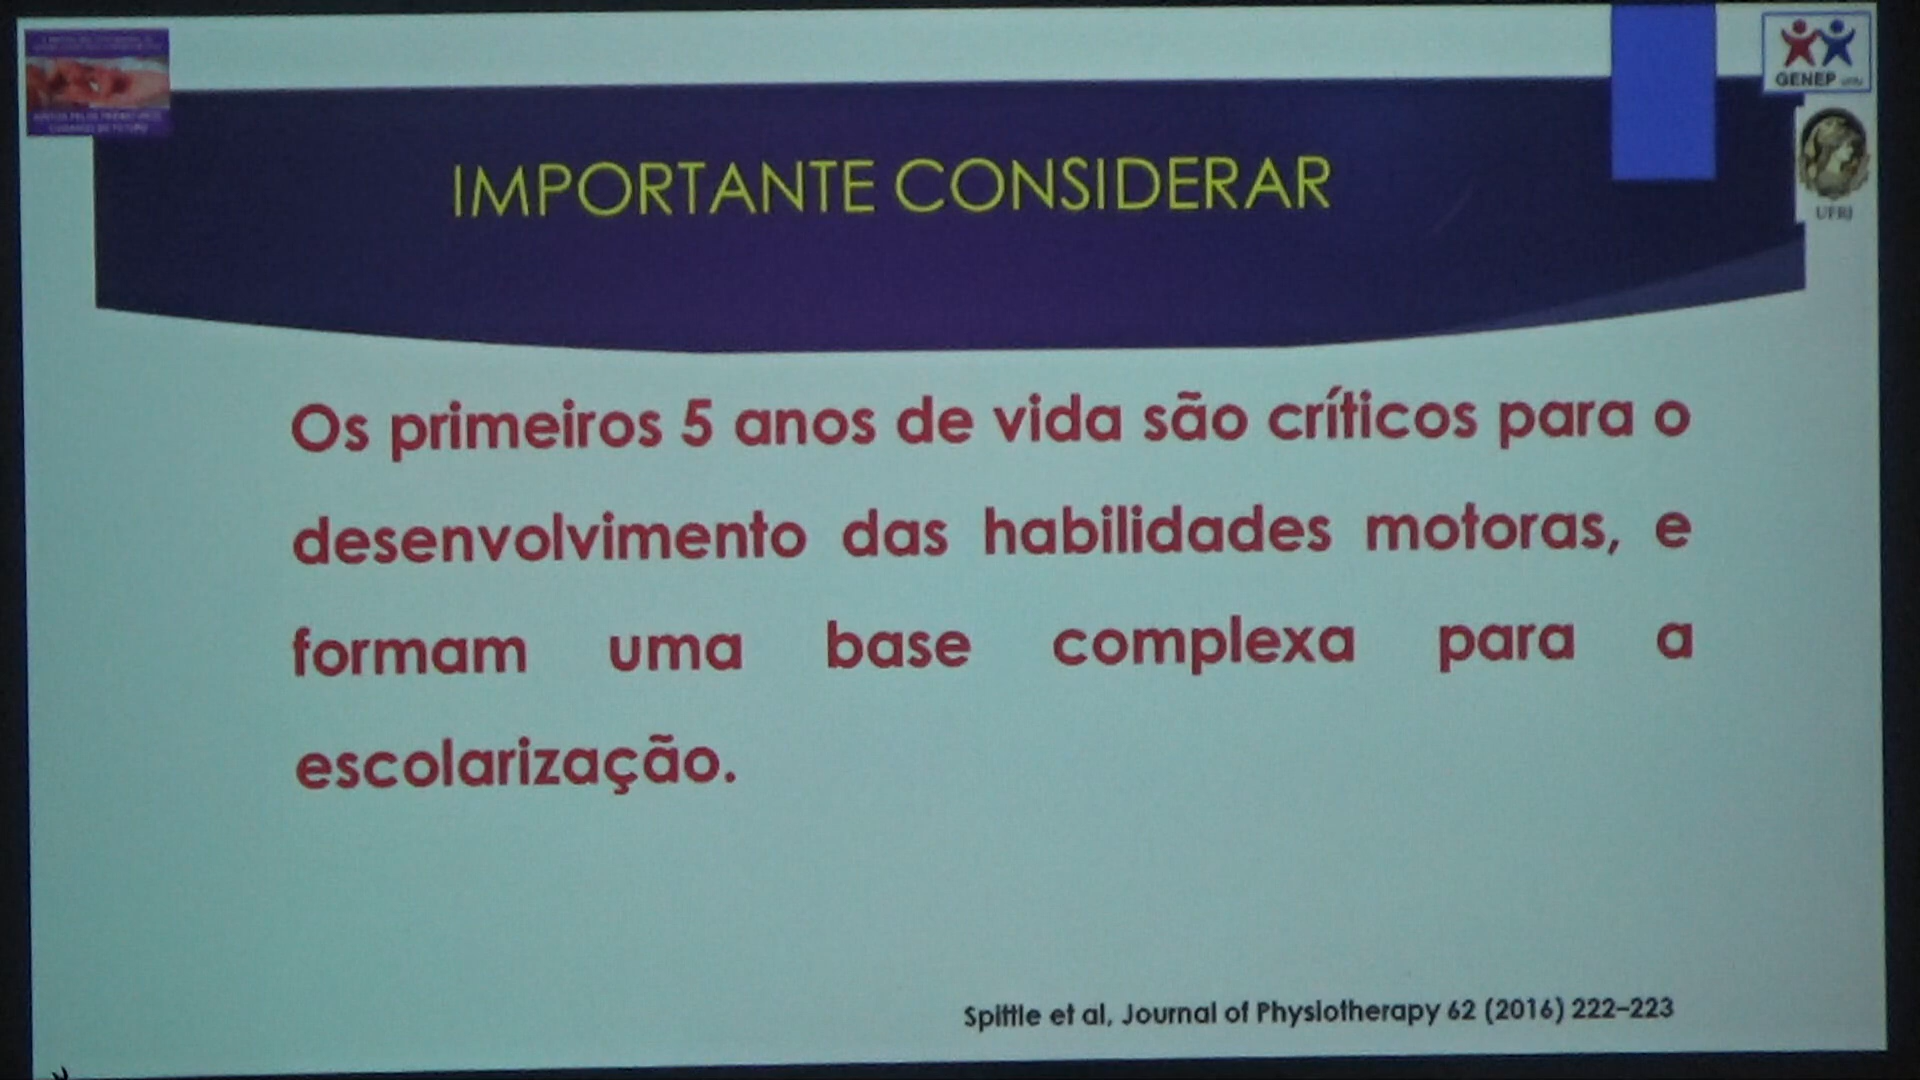 GENEP
UFRJ
IMPORTANTE CONSIDERAR
Os primeiros 5 anos de vida são críticos para o
desenvolvimento das habilidades motoras, e
formam uma base complexa para a
escolarização.
Spittle et al, Journal of Physiotherapy 62 (2016) 222–223